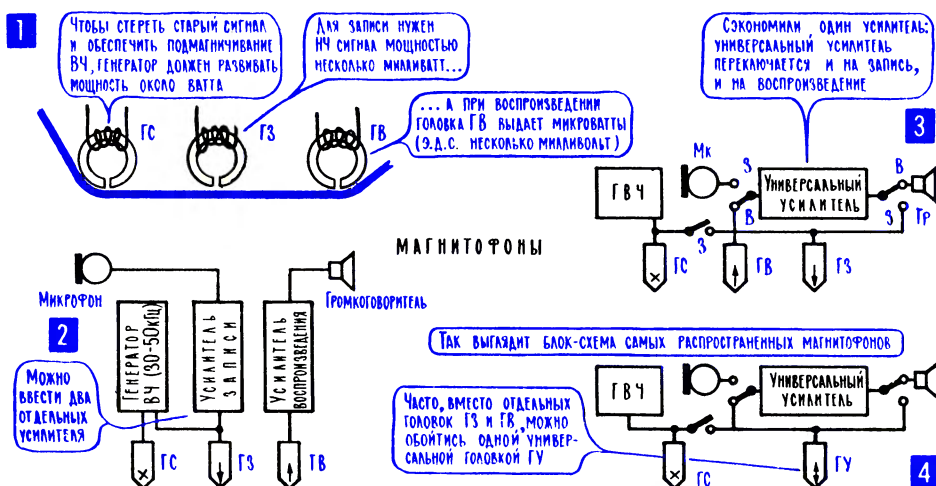 1
Чтобы стереть старый сигнал
и обеспечить подмагничивание
ВЧ, генератор должен развивать
мощность около ватта
Для записи нужен
НЧ сигнал мощностью
несколько милливатт...
... а при воспроизведении
головка ГВ выдает микроватты
(э.д.с. несколько милливольт)
ГС
ГЗ
ГВ
Сэкономили один усилитель:
универсальный усилитель
переключается и на запись,
и на воспроизведение
3
Мк
З
В
ГВЧ
Универсальный
усилитель
В
З
Гр
З
ГС
ГВ
ГЗ
МАГНИТОФОНЫ
Микрофон
Громкоговоритель
2
Генератор
ВЧ (30-50кГц)
Усилитель
записи
Усилитель
воспроизведения
Можно
ввести два
отдельных
усилителя
ГС
ГЗ
ГВ
Так выглядит блок-схема самых распространенных магнитофонов
ГВЧ
Универсальный
усилитель
Часто, вместо отдельных
головок ГЗ и ГВ, можно
обойтись одной универ-
сальной головкой ГУ
ГС
ГУ
4